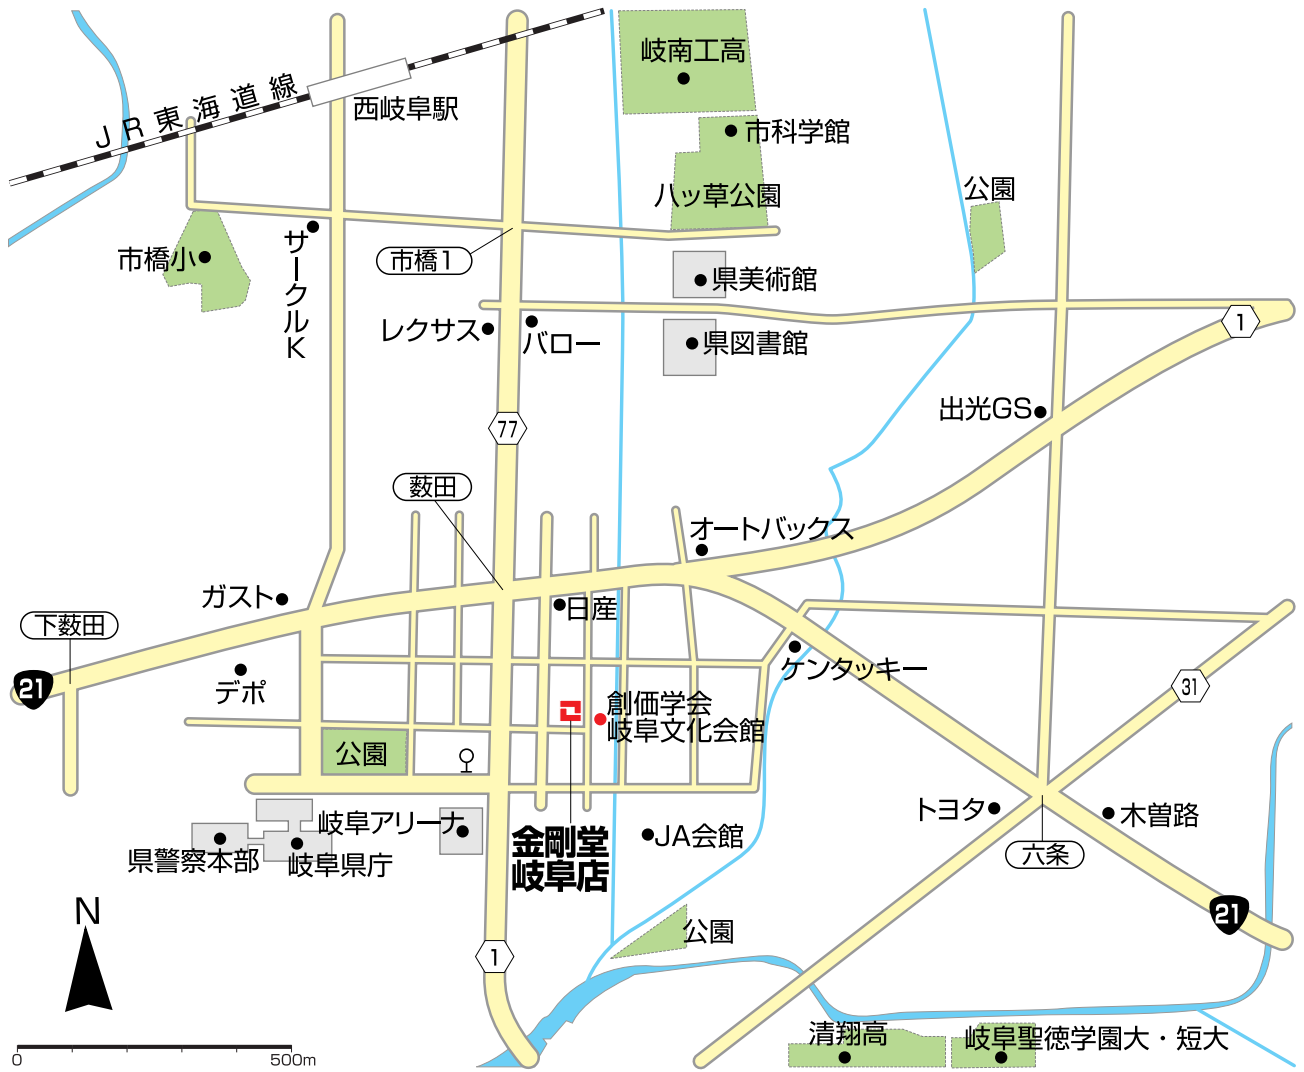 岐南工高
JR東海道線
西岐阜駅
市科学館
八ッ草公園
公園
市橋小
サークルK
市橋1
県美術館
レクサス
バロー
県図書館
1
出光GS
77
薮田
オートバックス
ガスト
日産
下薮田
21
デポ
ケンタッキー
31
創価学会
岐阜文化会館
公園
トヨタ
木曽路
岐阜アリーナ
県警察本部
岐阜県庁
金剛堂
岐阜店
JA会館
六条
21
N
公園
1
清翔高
岐阜聖徳学園大・短大
0
500m